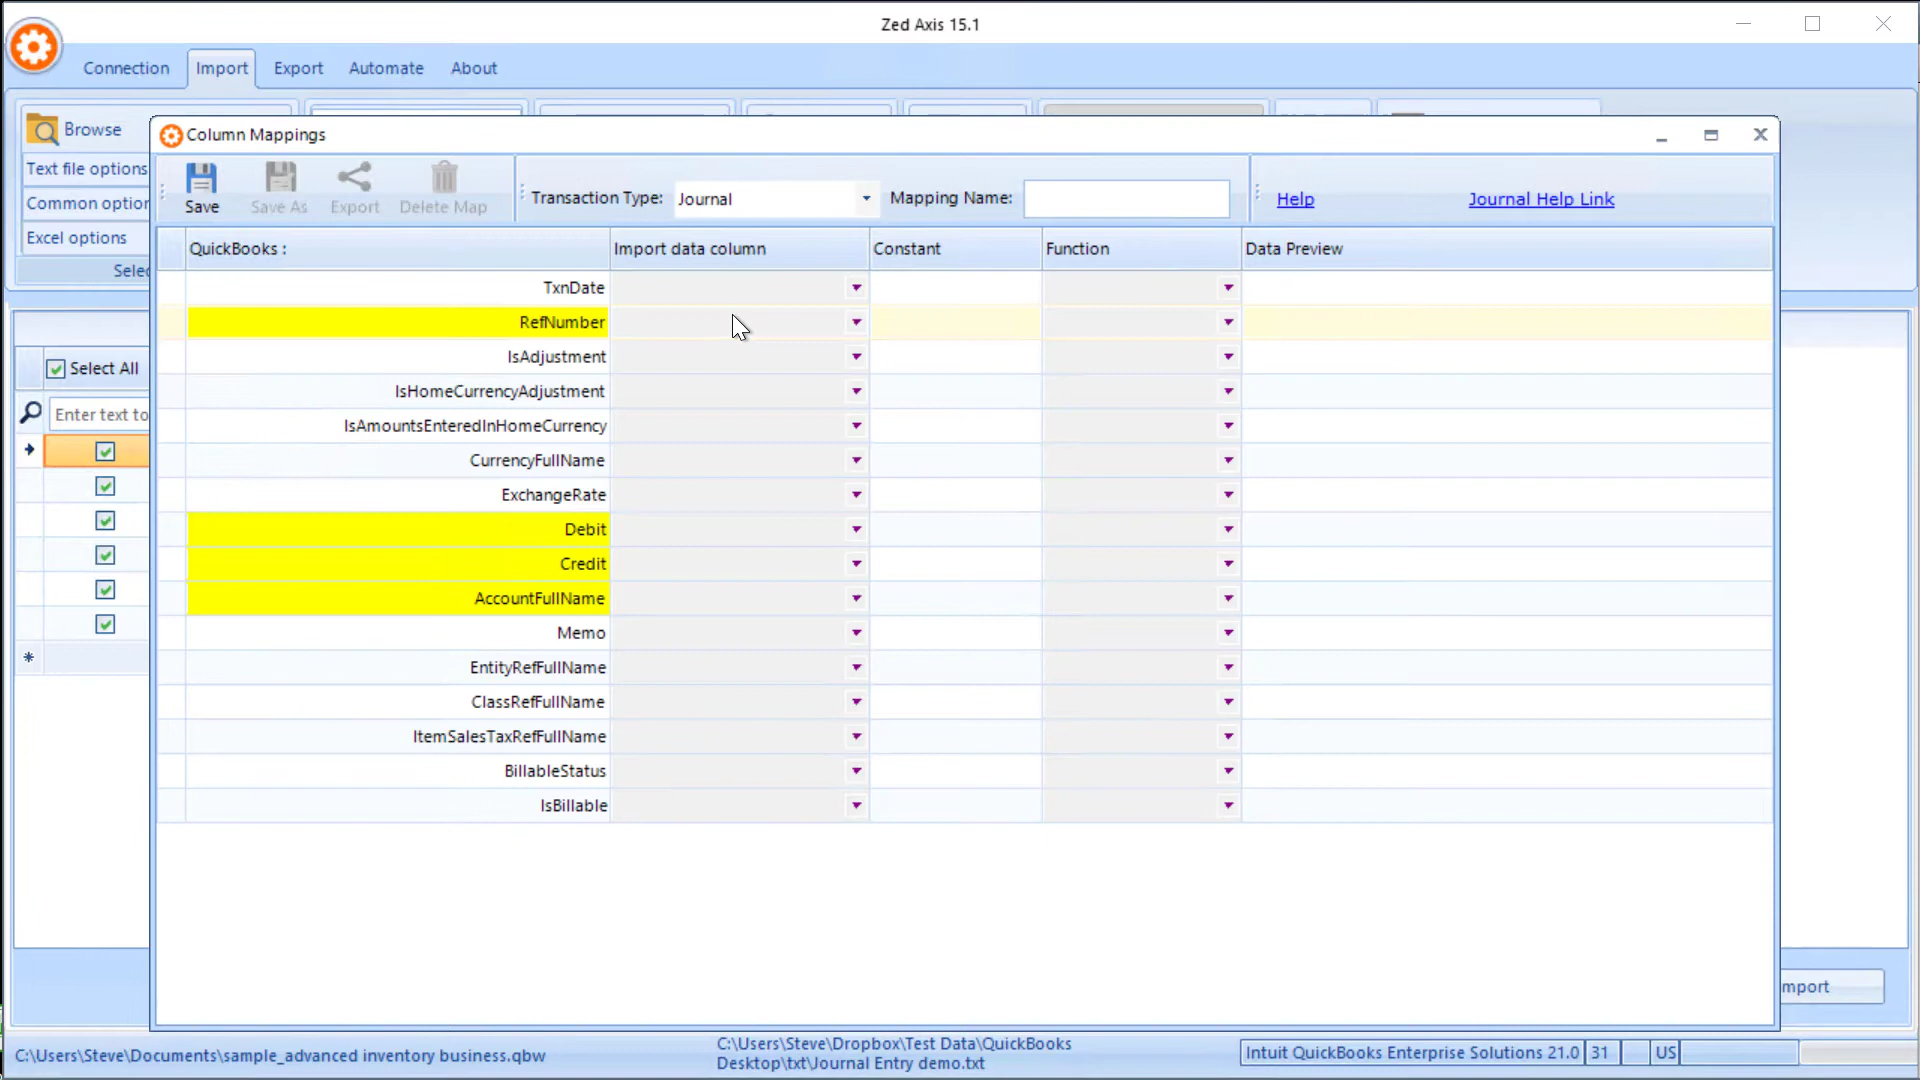 Zed Axis 15.1
Connection Import Export Automate About
Browse
Text file options
Common option
Excel options
Selec
Column Mappings
Save Save As Export Delete Map
Transaction Type: Journal Mapping Name:
Help Journal Help Link
QuickBooks : Import data column Constant Function Data Preview
TxnDate
RefNumber
IsAdjustment
IsHomeCurrencyAdjustment
IsAmountsEnteredInHomeCurrency
CurrencyFullName
ExchangeRate
Debit
Credit
AccountFullName
Memo
EntityRefFullName
ClassRefFullName
ItemSalesTaxRefFullName
BillableStatus
IsBillable
Select All
Enter text to
mport
C:\Users\Steve\Documents\sample_advanced inventory business.qbw
C:\Users\Steve\Dropbox\Test Data\QuickBooks
Desktop\txt\Journal Entry demo.txt
Intuit QuickBooks Enterprise Solutions 21.0 31 US